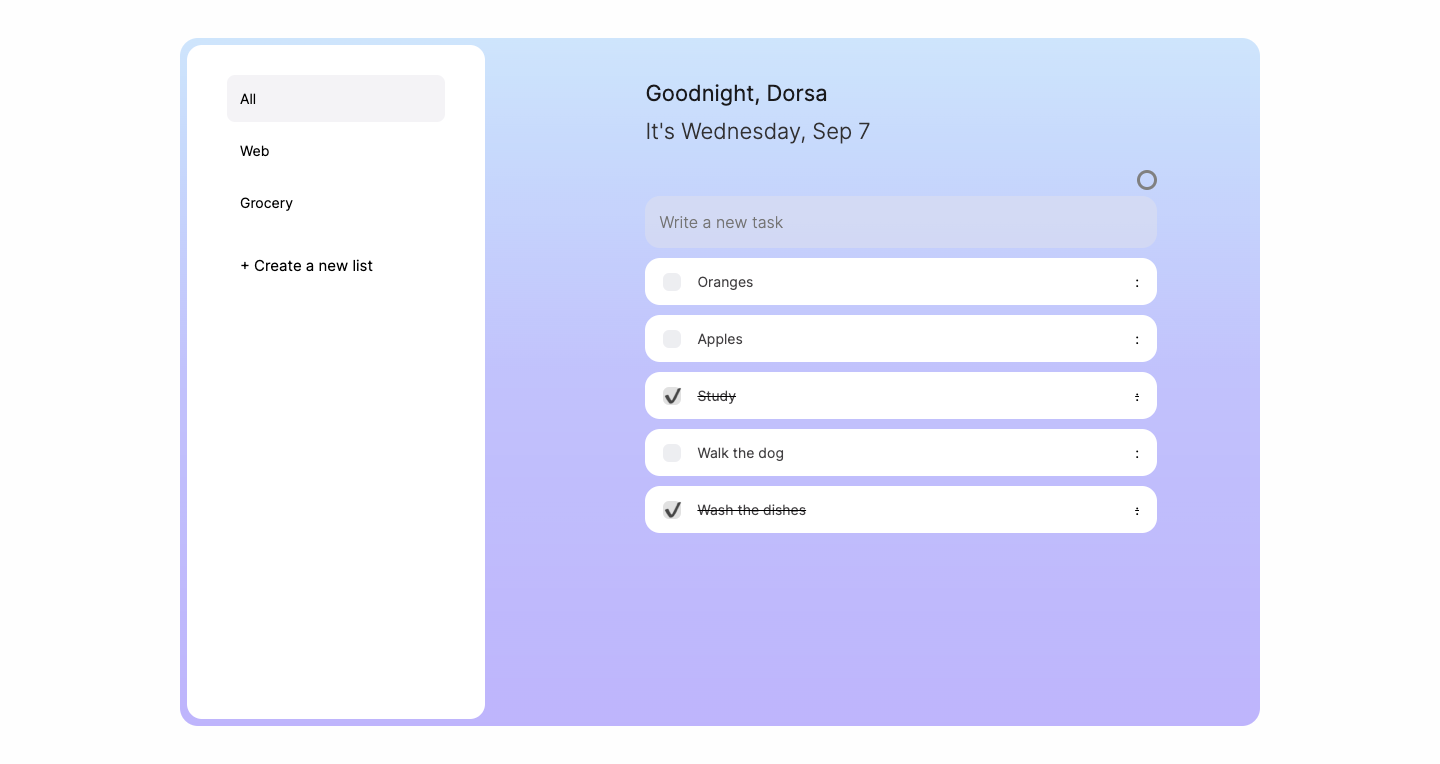 All
Web
Grocery
+ Create a new list
Goodnight, Dorsa
It's Wednesday, Sep 7
Write a new task
Oranges :
Apples :
Study :
Walk the dog :
Wash the dishes :